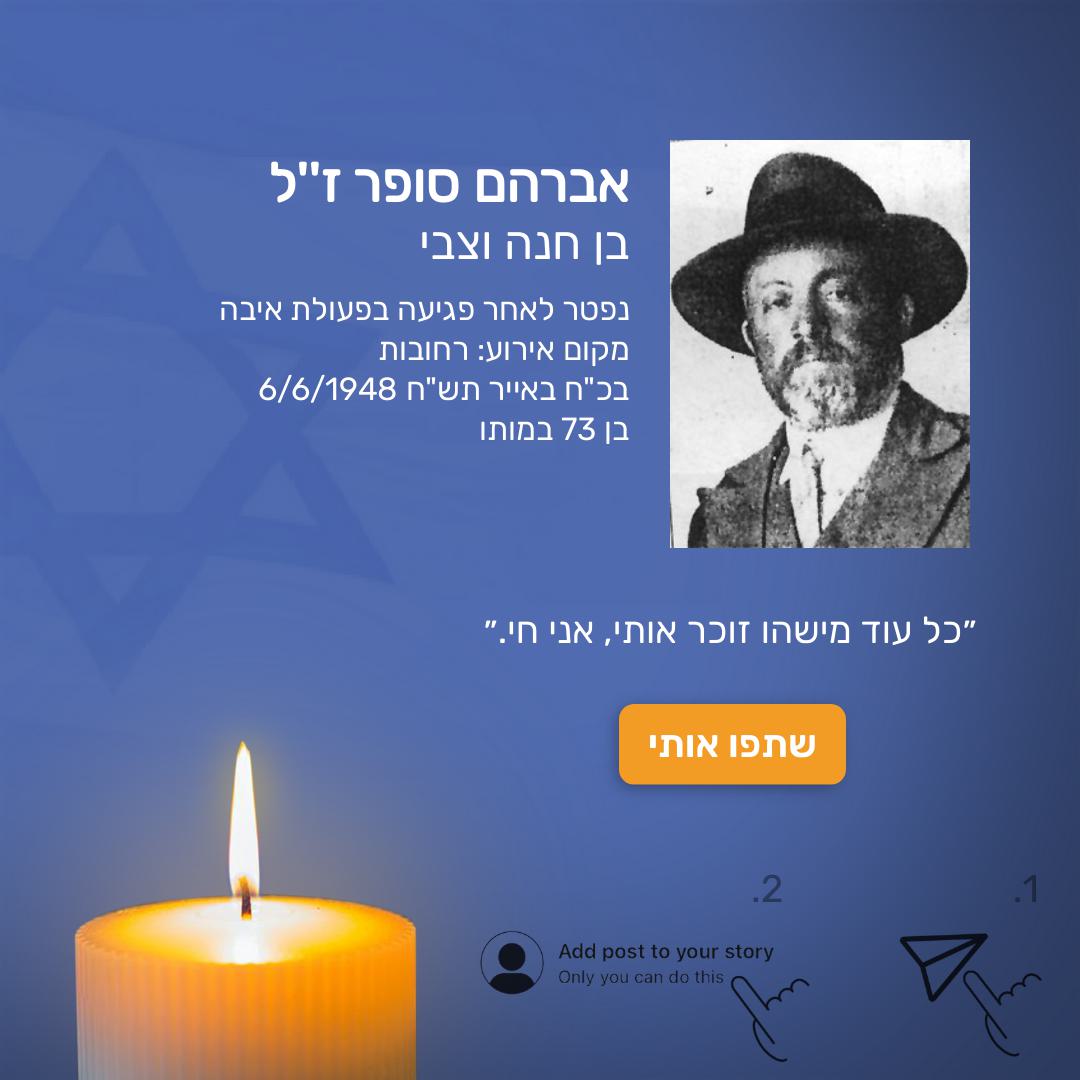 אברהם סופר ז"ל
בן חנה וצבי
נפטר לאחר פגיעה בפעולת איבה
מקום אירוע: רחובות
בכ"ח באייר תש"ח 6/6/1948
בן 73 במותו
״כל עוד מישהו זוכר אותי, אני חי.״
שתפו אותי
1.
2.
Add post to your story
Only you can do this